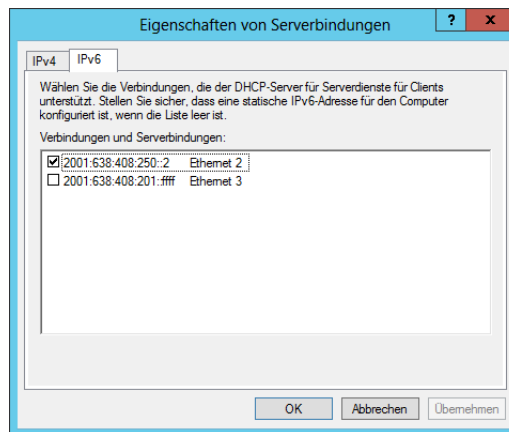 Eigenschaften von Serverbindungen
? x
IPv4 IPv6
Wählen Sie die Verbindungen, die der DHCP-Server für Serverdienste für Clients
unterstützt. Stellen Sie sicher, dass eine statische IPv6-Adresse für den Computer
konfiguriert ist, wenn die Liste leer ist.
Verbindungen und Serverbindungen:
2001:638:408:250::2 Ethernet 2
2001:638:408:201::ffff Ethernet 3
OK Abbrechen Übernehmen